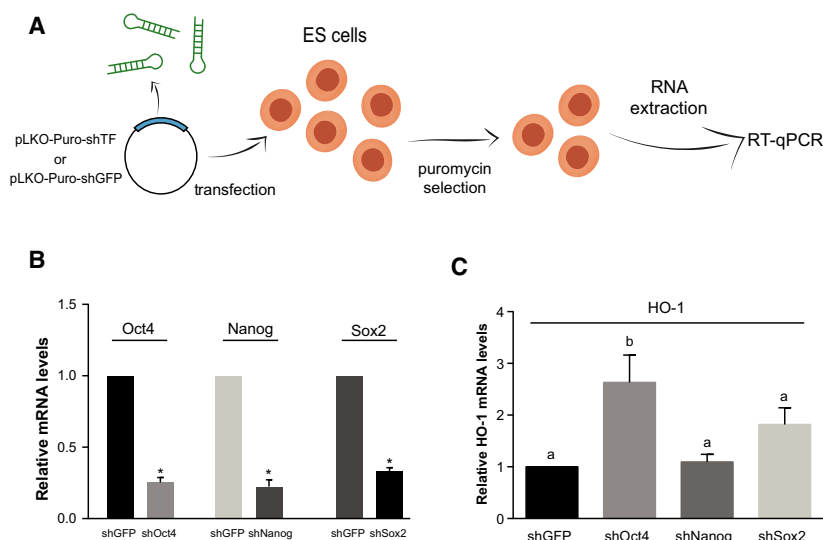 A
ES cells
RNA
extraction
pLKO-Puro-shTF
or
pLKO-Puro-shGFP
transfection
puromycin
selection
RT-qPCR
B
Relative mRNA levels
1.5
1.0
0.5
0.0
Oct4 Nanog Sox2
* * *
shGFP shOct4 shGFP shNanog shGFP shSox2
C
HO-1
Relative HO-1 mRNA levels
4
3
2
1
0
a b a a
shGFP shOct4 shNanog shSox2